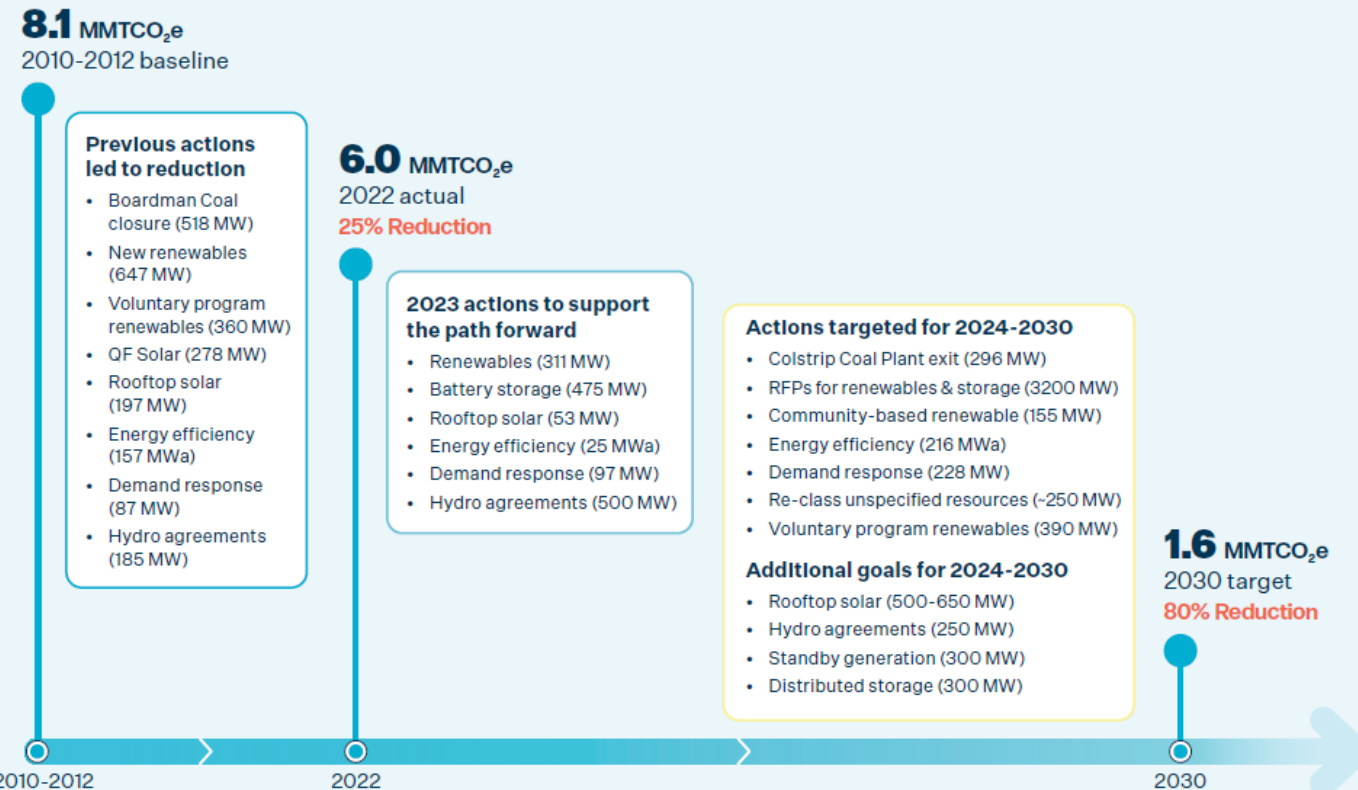 8.1 MMTCO₂e
2010-2012 baseline
Previous actions
led to reduction
• Boardman Coal
closure (518 MW)
• New renewables
(647 MW)
• Voluntary program
renewables (360 MW)
• QF Solar (278 MW)
• Rooftop solar
(197 MW)
• Energy efficiency
(157 MWa)
• Demand response
(87 MW)
• Hydro agreements
(185 MW)
6.0 MMTCO₂e
2022 actual
25% Reduction
2023 actions to support
the path forward
• Renewables (311 MW)
• Battery storage (475 MW)
• Rooftop solar (53 MW)
• Energy efficiency (25 MWa)
• Demand response (97 MW)
• Hydro agreements (500 MW)
Actions targeted for 2024-2030
• Colstrip Coal Plant exit (296 MW)
• RFPs for renewables & storage (3200 MW)
• Community-based renewable (155 MW)
• Energy efficiency (216 MWa)
• Demand response (228 MW)
• Re-class unspecified resources (~250 MW)
• Voluntary program renewables (390 MW)
Additional goals for 2024-2030
• Rooftop solar (500-650 MW)
• Hydro agreements (250 MW)
• Standby generation (300 MW)
• Distributed storage (300 MW)
1.6 MMTCO₂e
2030 target
80% Reduction
2010-2012
2022
2030